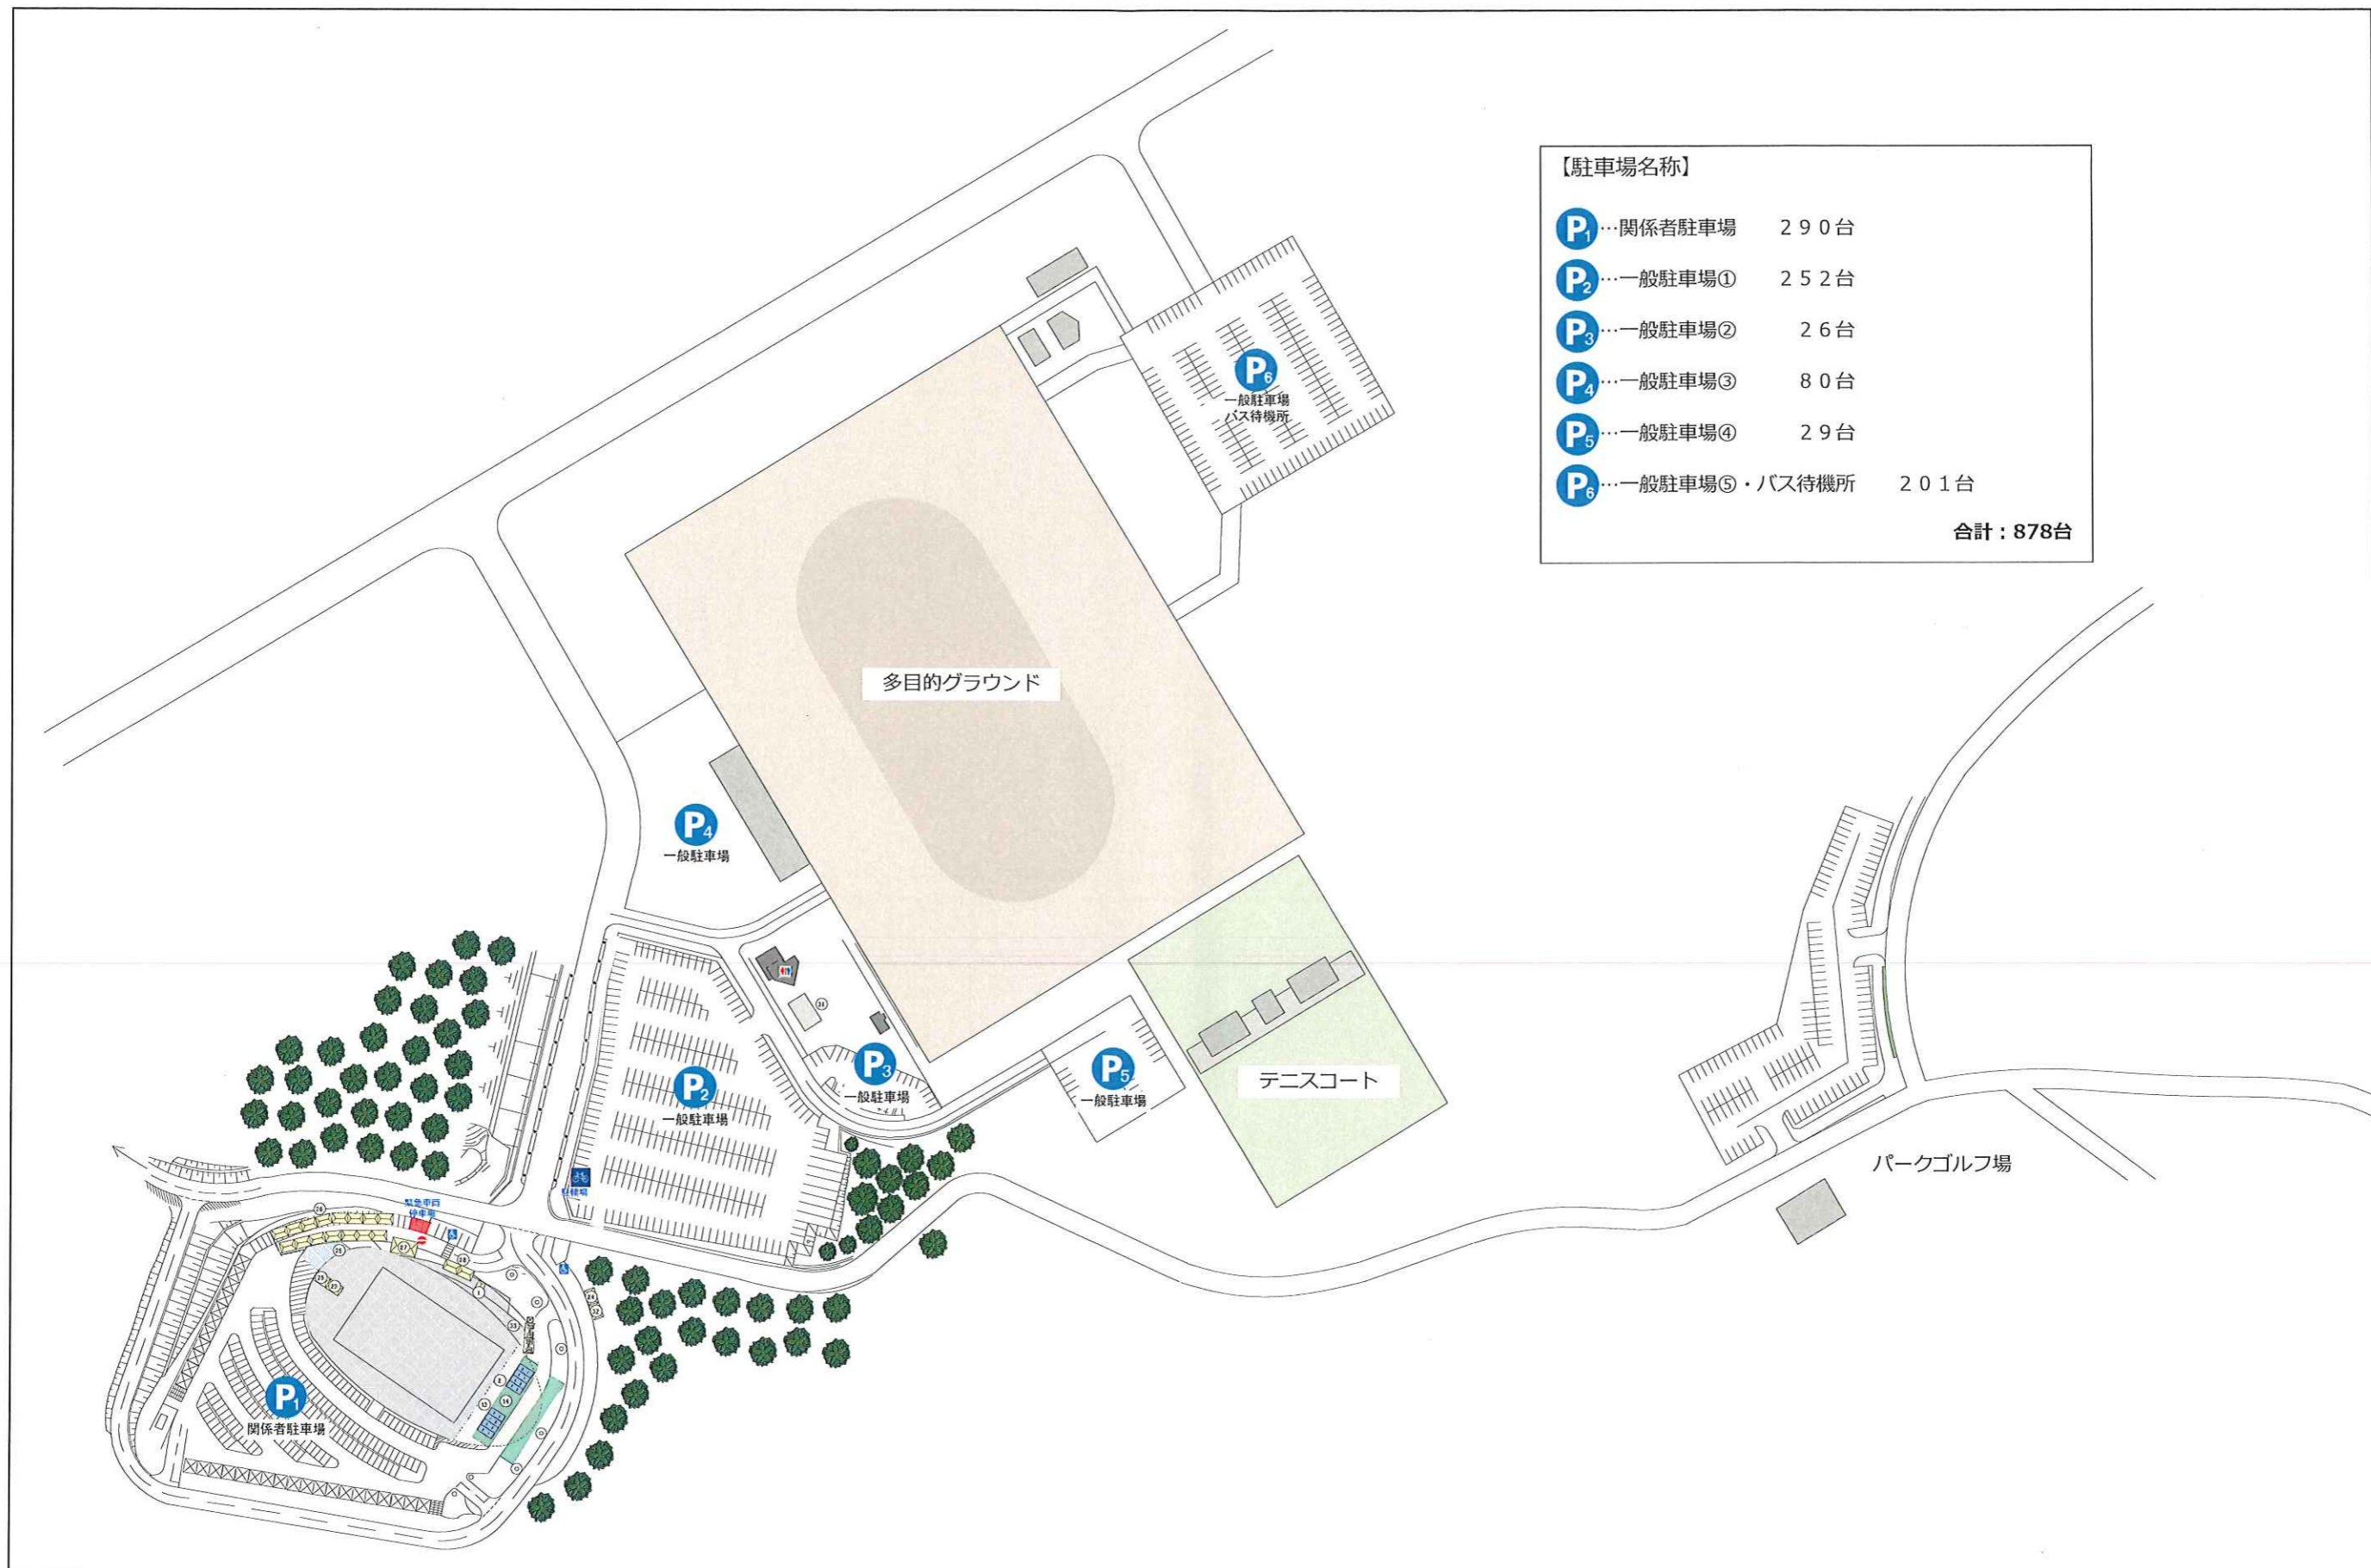 【駐車場名称】
P1…関係者駐車場 290台
P2…一般駐車場① 252台
P3…一般駐車場② 26台
P4…一般駐車場③ 80台
P5…一般駐車場④ 29台
P6…一般駐車場⑤・バス待機所 201台
合計：878台
P6
一般駐車場
バス待機所
多目的グラウンド
P4
一般駐車場
P3
一般駐車場
P2
一般駐車場
P5
一般駐車場
テニスコート
パークゴルフ場
駐輪場
緊急車両
停車場
P1
関係者駐車場